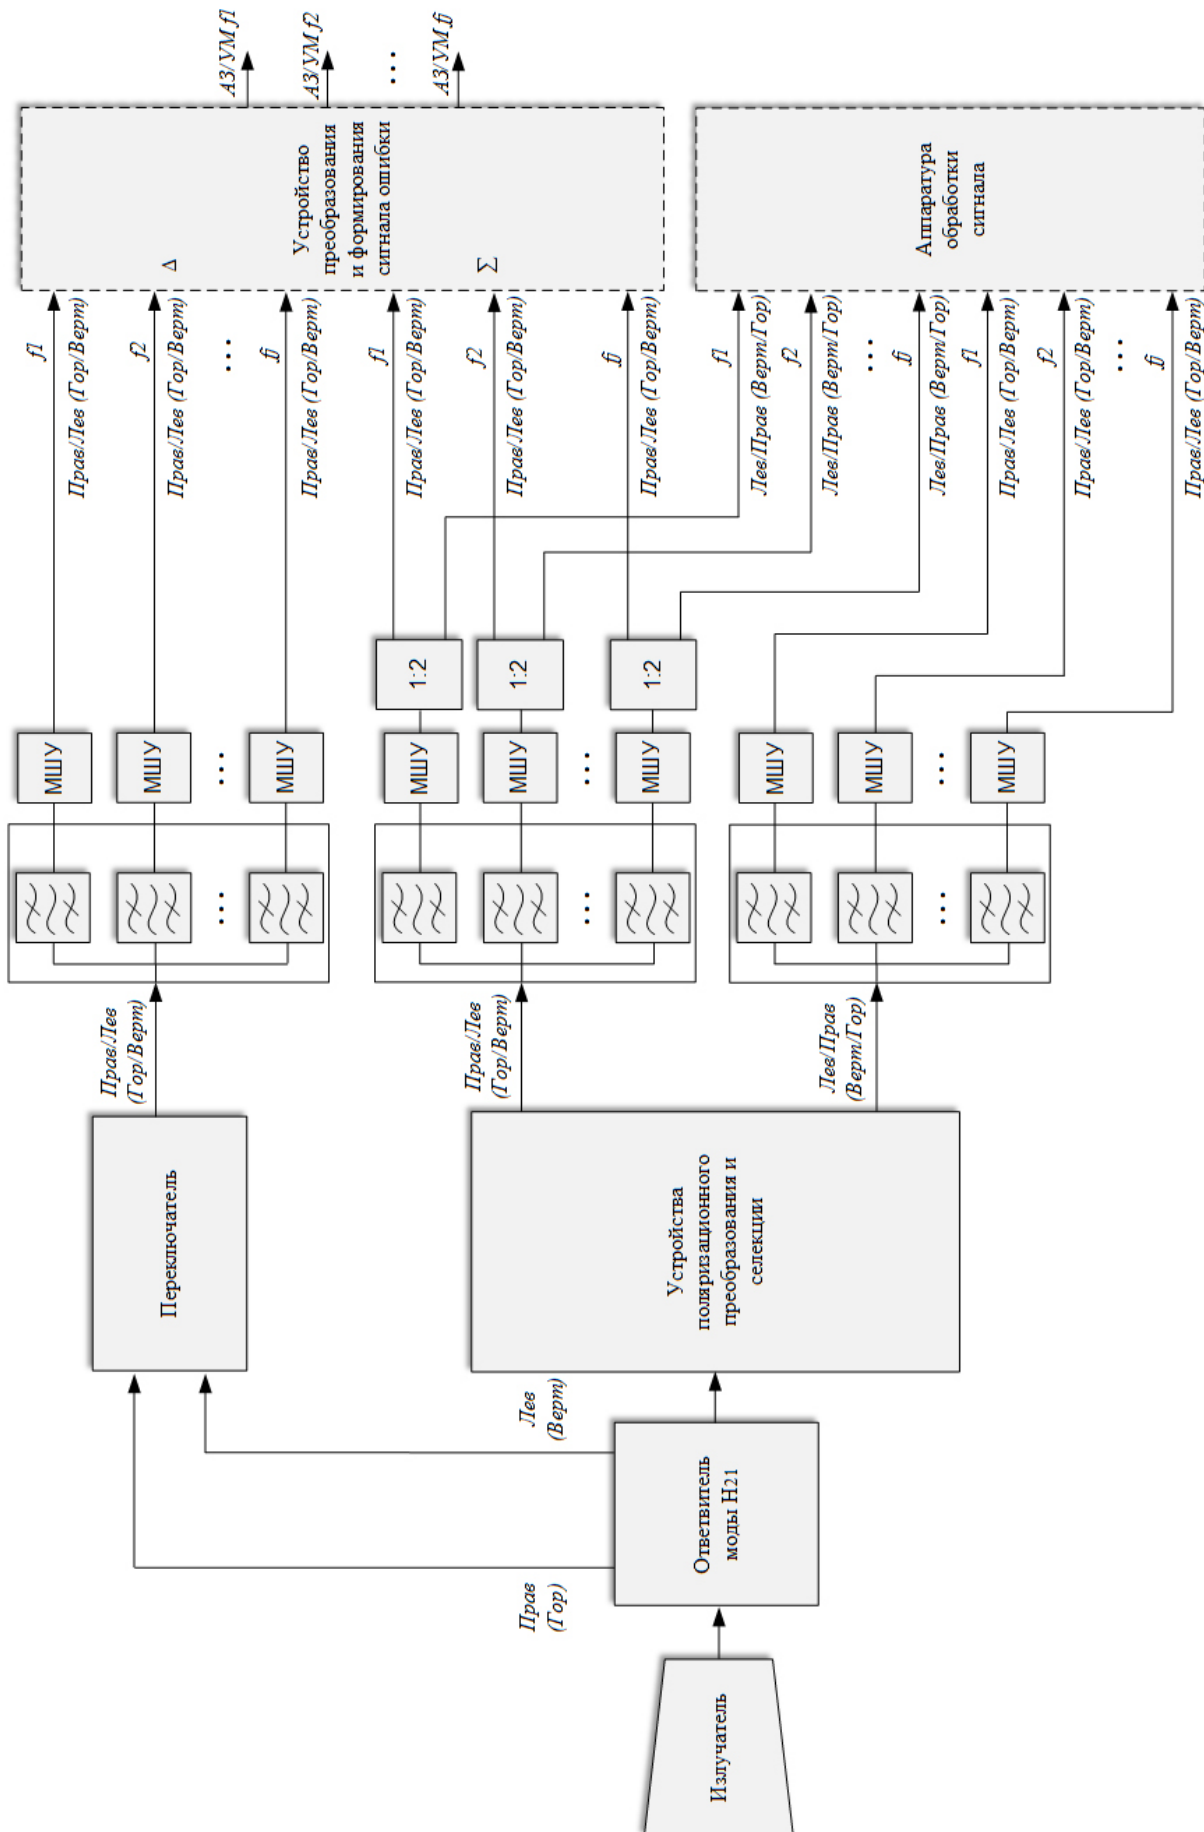 Излучатель
Ответвитель
моды H21
Прав
(Гор)
Лев
(Верт)
Переключатель
Устройства
поляризационного
преобразования и
селекции
Прав/Лев
(Гор/Верт)
Прав/Лев
(Гор/Верт)
Лев/Прав
(Верт/Гор)
...
...
...
МШУ
МШУ
...
МШУ
МШУ
МШУ
...
МШУ
МШУ
МШУ
...
МШУ
1:2
1:2
1:2
f1
Прав/Лев (Гор/Верт)
f2
Прав/Лев (Гор/Верт)
...
fj
Прав/Лев (Гор/Верт)
f1
Прав/Лев (Гор/Верт)
f2
Прав/Лев (Гор/Верт)
fj
Прав/Лев (Гор/Верт)
f1
Лев/Прав (Верт/Гор)
f2
Лев/Прав (Верт/Гор)
...
fj
Лев/Прав (Верт/Гор)
f1
Прав/Лев (Гор/Верт)
f2
Прав/Лев (Гор/Верт)
...
fj
Прав/Лев (Гор/Верт)
Δ
Устройство
преобразования
и формирования
сигнала ошибки
Σ
Аппаратура
обработки
сигнала
АЗ/УМ f1
АЗ/УМ f2
...
АЗ/УМ fj